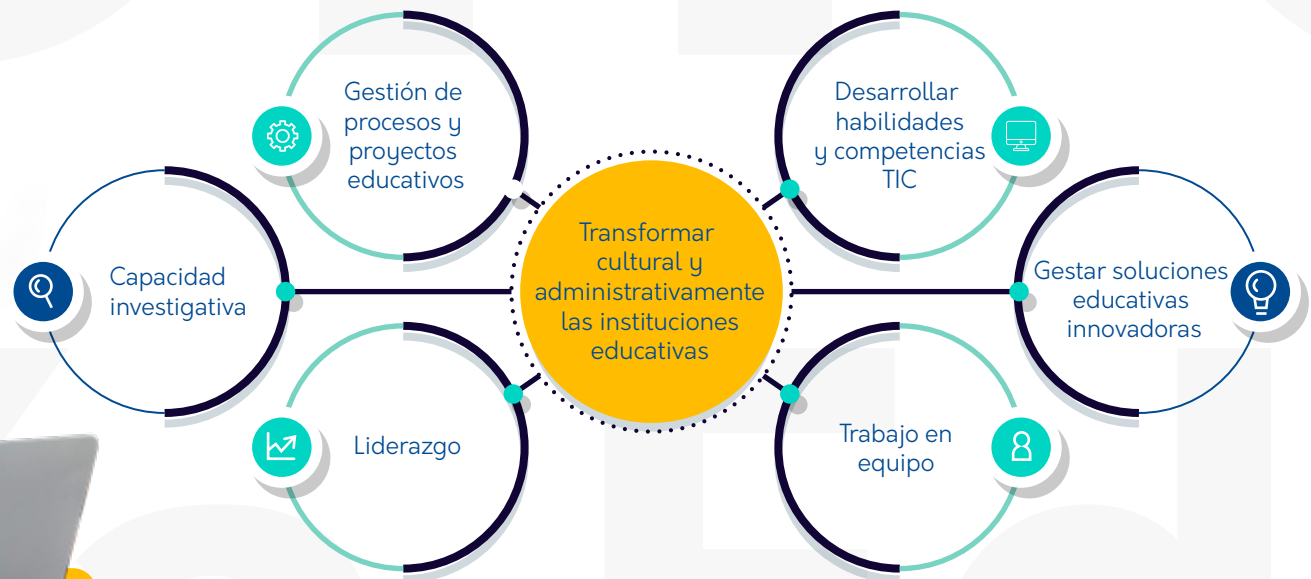 Gestión de
procesos y
proyectos
educativos
Desarrollar
habilidades
y competencias
TIC
Capacidad
investigativa
Transformar
cultural y
administrativamente
las instituciones
educativas
Gestar soluciones
educativas
innovadoras
Liderazgo
Trabajo en
equipo